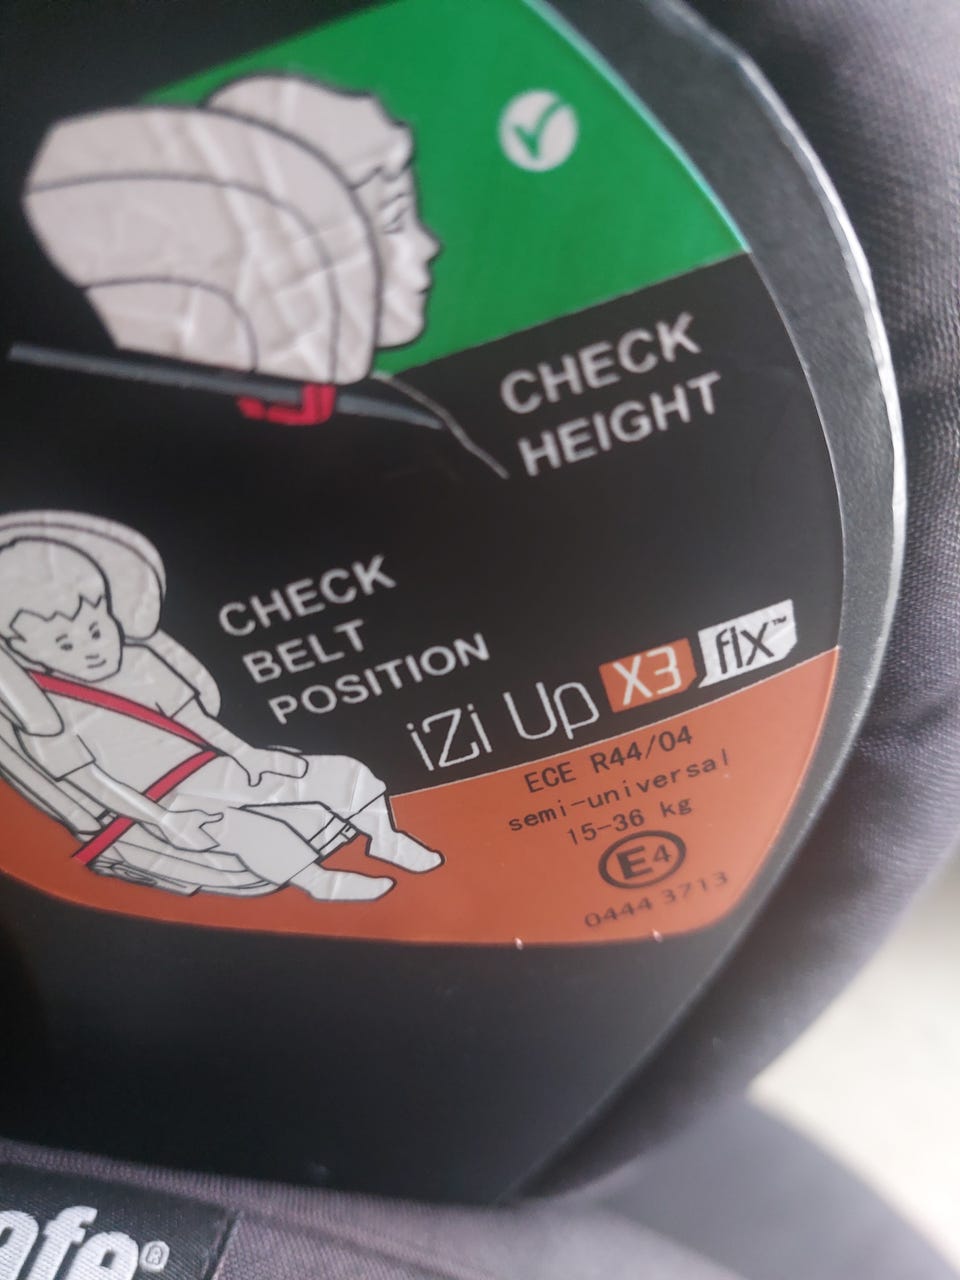 CHECK
HEIGHT
CHECK
BELT
POSITION
iZi Up X3 fix™
ECE R44/04
semi-universal
15-36 kg
E4
0444 3713
afe®